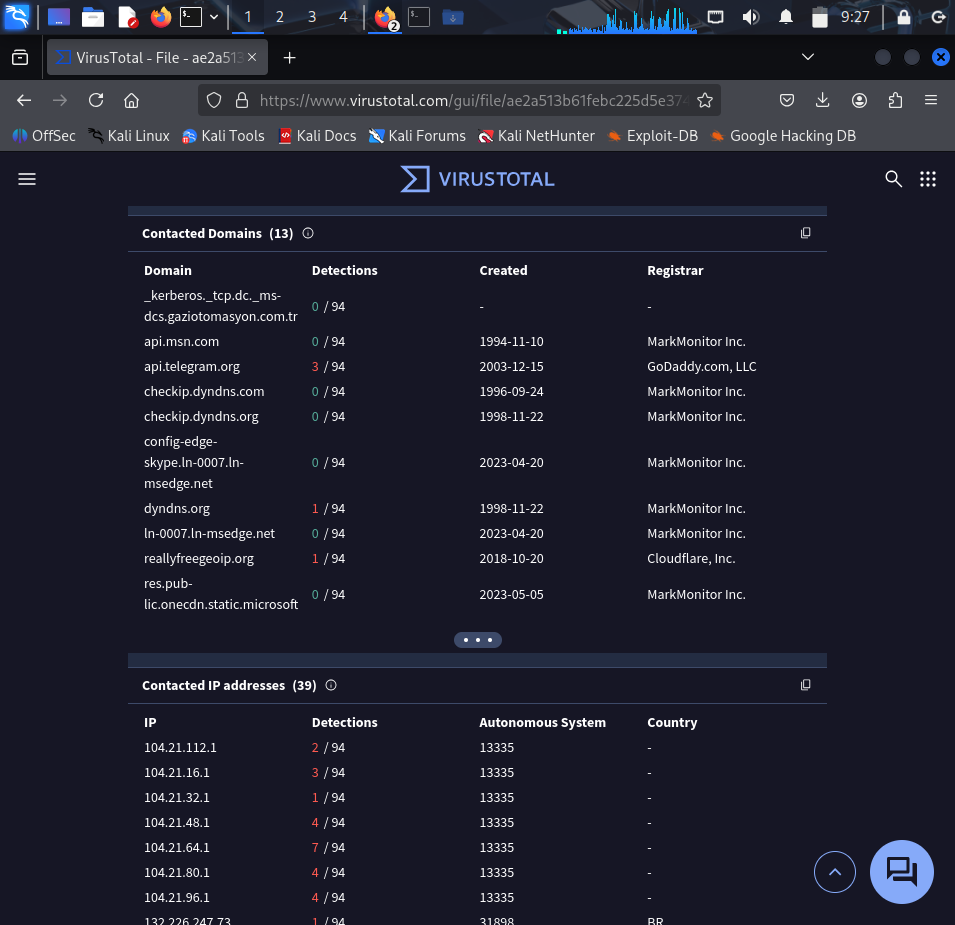 1 2 3 4 2 9:27
VirusTotal - File - ae2a513
https://www.virustotal.com/gui/file/ae2a513b61febc225d5e374
OffSec Kali Linux Kali Tools Kali Docs Kali Forums Kali NetHunter Exploit-DB Google Hacking DB
VIRUSTOTAL
Contacted Domains (13)
Domain Detections Created Registrar
_kerberos._tcp.dc._ms-
dcs.gaziotomasyon.com.tr 0 / 94 - -
api.msn.com 0 / 94 1994-11-10 MarkMonitor Inc.
api.telegram.org 3 / 94 2003-12-15 GoDaddy.com, LLC
checkip.dyndns.com 0 / 94 1996-09-24 MarkMonitor Inc.
checkip.dyndns.org 0 / 94 1998-11-22 MarkMonitor Inc.
config-edge-
skype.ln-0007.ln- 0 / 94 2023-04-20 MarkMonitor Inc.
msedge.net
dyndns.org 1 / 94 1998-11-22 MarkMonitor Inc.
ln-0007.ln-msedge.net 0 / 94 2023-04-20 MarkMonitor Inc.
reallyfreegeoip.org 1 / 94 2018-10-20 Cloudflare, Inc.
res.pub-
lic.onecdn.static.microsoft 0 / 94 2023-05-05 MarkMonitor Inc.
Contacted IP addresses (39)
IP Detections Autonomous System Country
104.21.112.1 2 / 94 13335 -
104.21.16.1 3 / 94 13335 -
104.21.32.1 1 / 94 13335 -
104.21.48.1 4 / 94 13335 -
104.21.64.1 7 / 94 13335 -
104.21.80.1 4 / 94 13335 -
104.21.96.1 4 / 94 13335 -
132.226.247.73 1 / 94 31898 BR